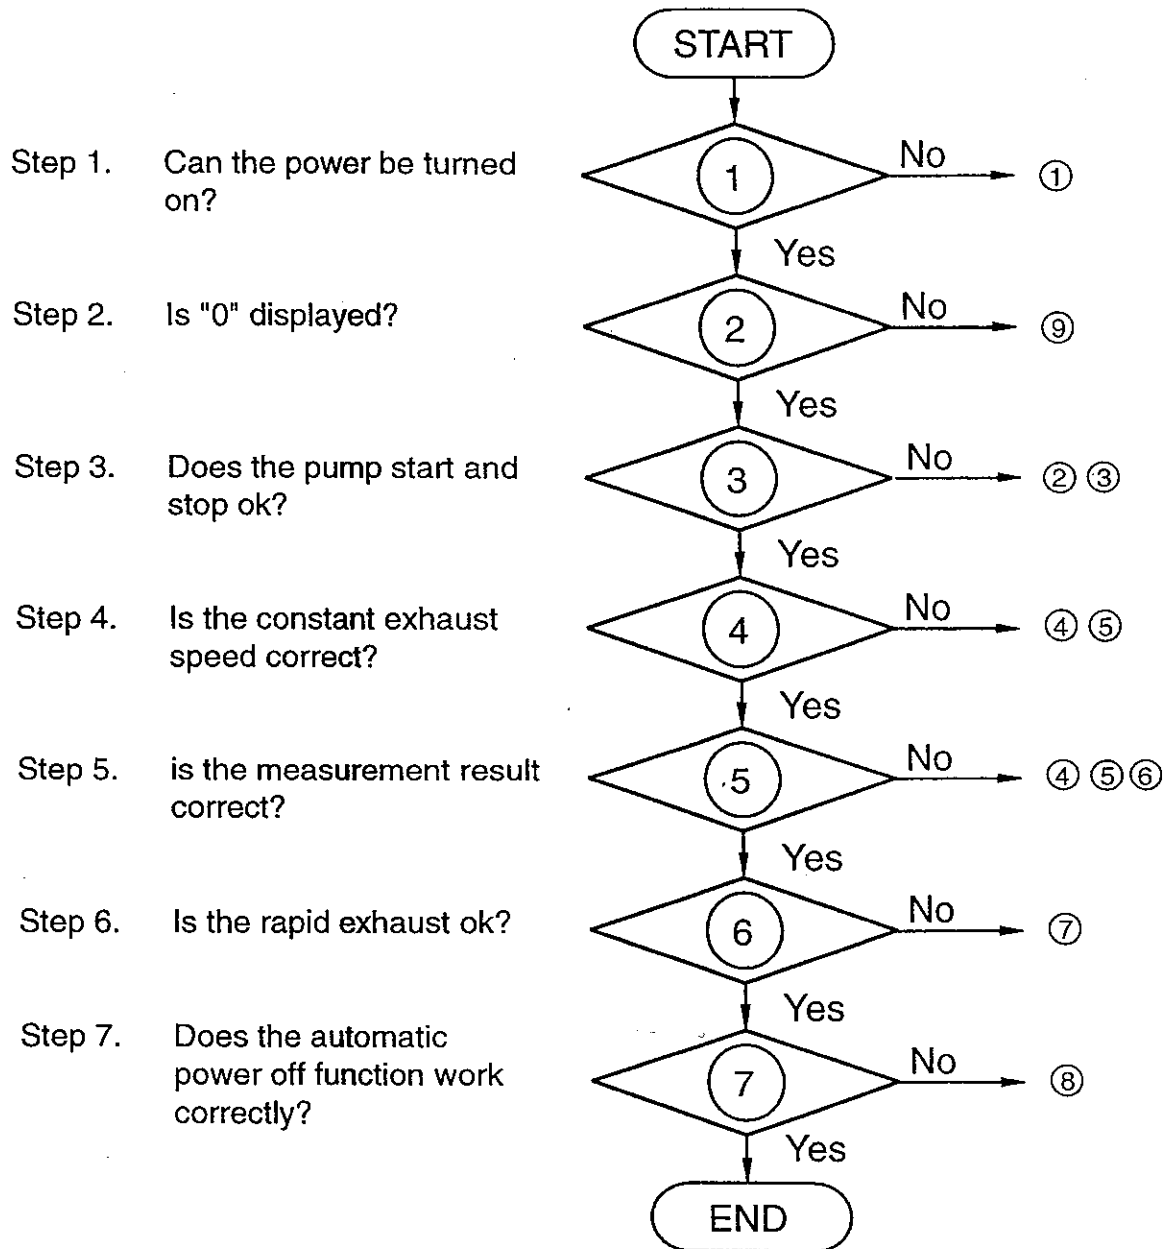 START
Step 1. Can the power be turned
on?
1
No
①
Yes
Step 2. Is "0" displayed?
2
No
⑨
Yes
Step 3. Does the pump start and
stop ok?
3
No
② ③
Yes
Step 4. Is the constant exhaust
speed correct?
4
No
④ ⑤
Yes
Step 5. is the measurement result
correct?
5
No
④ ⑤ ⑥
Yes
Step 6. Is the rapid exhaust ok?
6
No
⑦
Yes
Step 7. Does the automatic
power off function work
correctly?
7
No
⑧
Yes
END